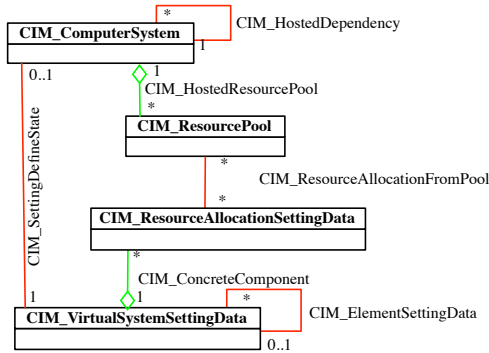 *
CIM_HostedDependency
CIM_ComputerSystem
1
0..1
1
CIM_HostedResourcePool
*
CIM_ResourcePool
*
CIM_SettingDefineState
CIM_ResourceAllocationFromPool
*
CIM_ResourceAllocationSettingData
*
CIM_ConcreteComponent
1
1
*
CIM_ElementSettingData
CIM_VirtualSystemSettingData
0..1